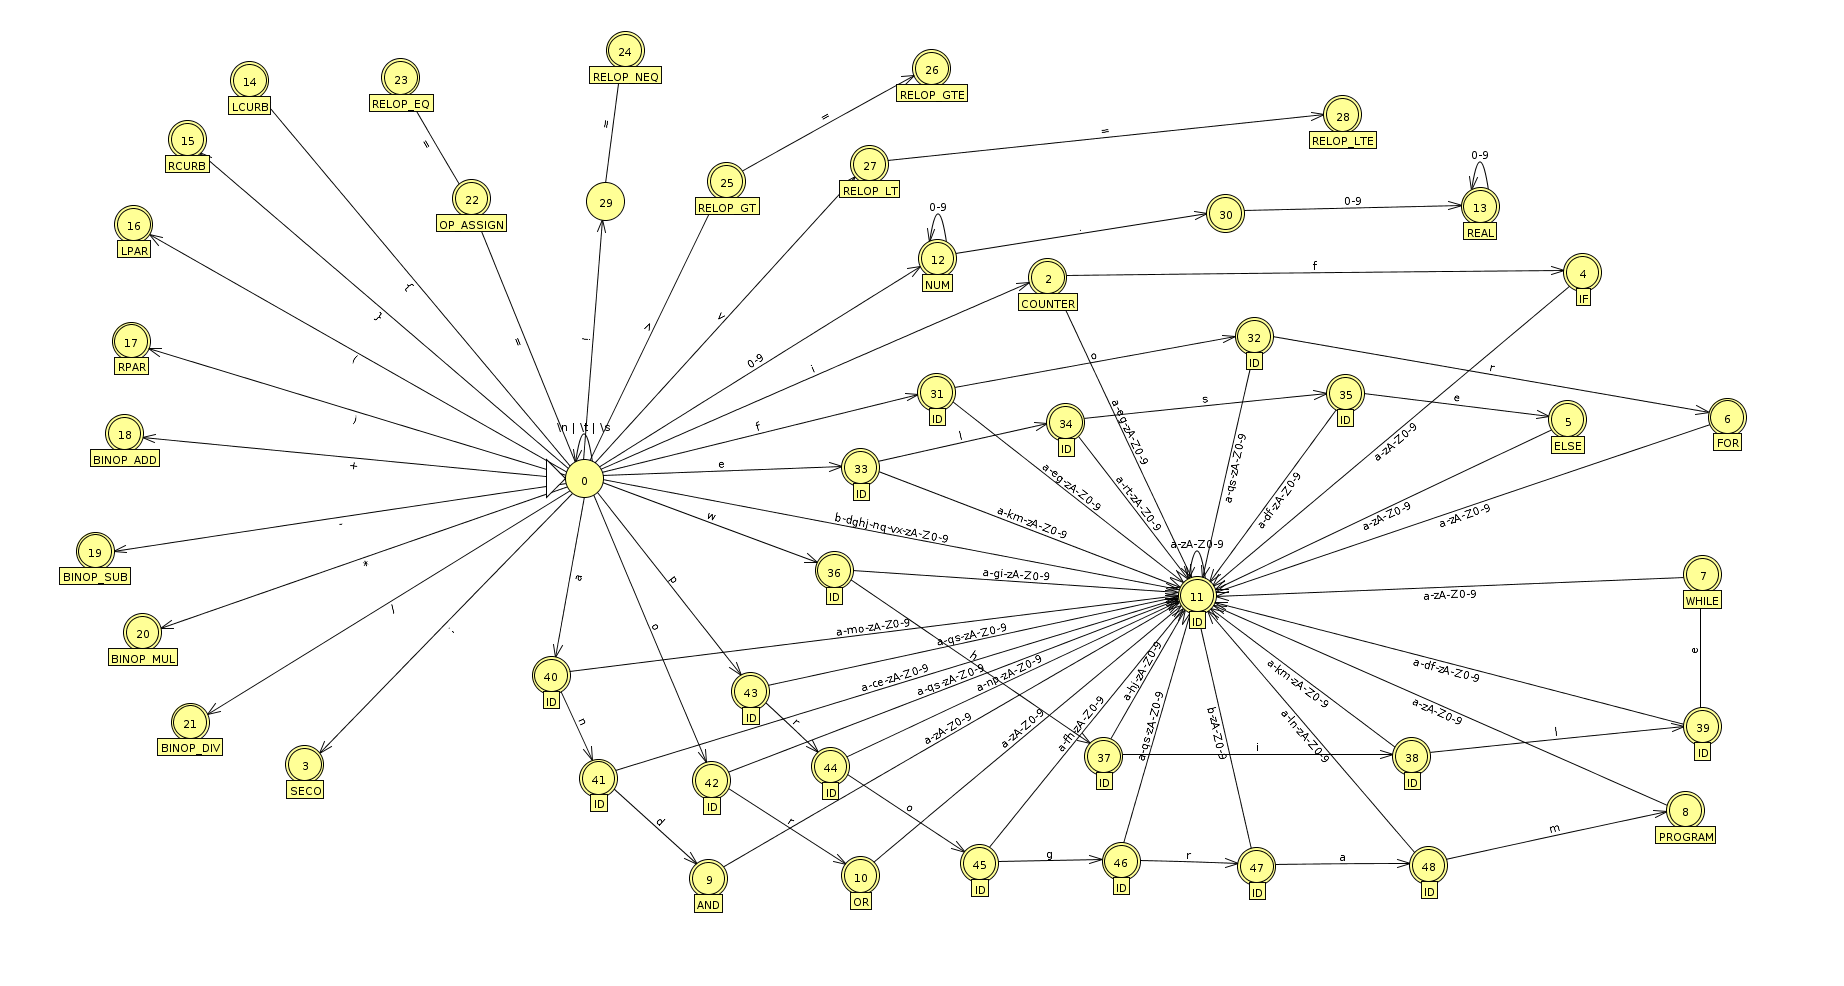 24
RELOP_NEQ
26
RELOP_GTE
23
RELOP_EQ
14
LCURB
28
RELOP_LTE
=
=
=
=
15
RCURB
27
RELOP_LT
0-9
25
RELOP_GT
22
OP_ASSIGN
29
0-9
13
REAL
0-9
30
.
16
LPAR
12
NUM
2
COUNTER
f
4
IF
{
}
=
!
>
<
0-9
i
17
RPAR
(
32
ID
o
r
31
ID
a-eg-zA-Z0-9
s
35
ID
e
6
FOR
34
ID
5
ELSE
18
BINOP_ADD
)
\n | \t | \s
f
l
a-zA-Z0-9
33
ID
e
+
0
a-eg-zA-Z0-9
a-rt-zA-Z0-9
a-qs-zA-Z0-9
a-df-zA-Z0-9
a-zA-Z0-9
a-zA-Z0-9
w
b-dghj-nq-vx-zA-Z0-9
a-km-zA-Z0-9
a-zA-Z0-9
19
BINOP_SUB
-
*
/
;
a
o
p
36
ID
a-gi-zA-Z0-9
11
ID
a-zA-Z0-9
7
WHILE
20
BINOP_MUL
a-mo-zA-Z0-9
a-qs-zA-Z0-9
h
e
40
ID
43
ID
a-ce-zA-Z0-9
a-qs-zA-Z0-9
a-np-zA-Z0-9
a-hj-zA-Z0-9
a-km-zA-Z0-9
a-df-zA-Z0-9
21
BINOP_DIV
n
r
a-zA-Z0-9
a-zA-Z0-9
a-fh-zA-Z0-9
a-qs-zA-Z0-9
b-zA-Z0-9
a-ln-zA-Z0-9
a-zA-Z0-9
39
ID
3
SECO
41
ID
42
ID
44
ID
37
ID
i
38
ID
l
d
r
o
8
PROGRAM
m
9
AND
10
OR
45
ID
g
46
ID
r
47
ID
a
48
ID